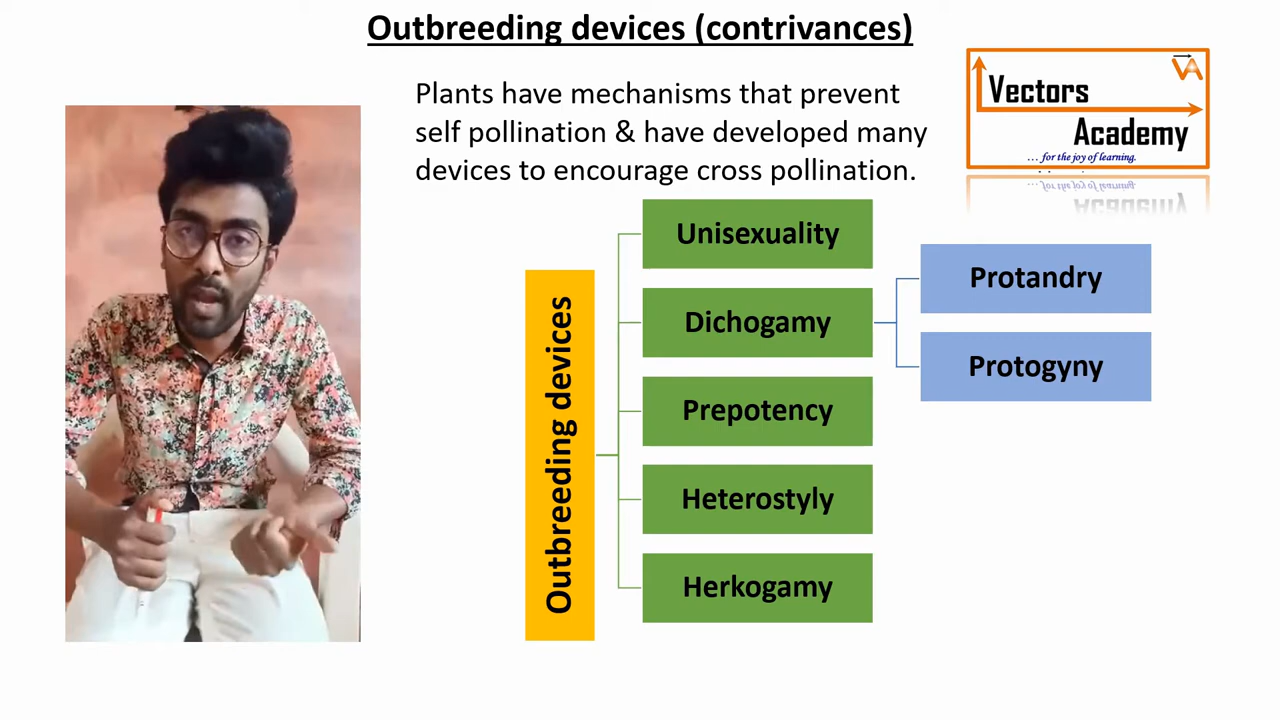 Outbreeding devices (contrivances)
Plants have mechanisms that prevent
self pollination & have developed many
devices to encourage cross pollination.
VA
Vectors
Academy
... for the joy of learning.
Outbreeding devices
Unisexuality
Dichogamy
Prepotency
Heterostyly
Herkogamy
Protandry
Protogyny